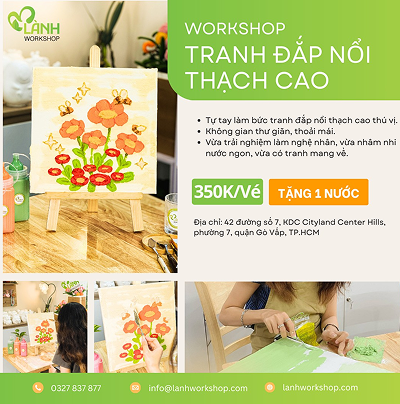 LÀNH
WORKSHOP
WORKSHOP
TRANH ĐẮP NỔI
THẠCH CAO
Tự tay làm bức tranh đắp nổi thạch cao thú vị.
Không gian thư giãn, thoải mái.
Vừa trải nghiệm làm nghệ nhân, vừa nhâm nhi
nước ngon, vừa có tranh mang về.
350K/Vé
TẶNG 1 NƯỚC
Địa chỉ: 42 đường số 7, KDC Cityland Center Hills,
phường 7, quận Gò Vấp, TP.HCM
0327 837 877
info@lanhworkshop.com
lanhworkshop.com